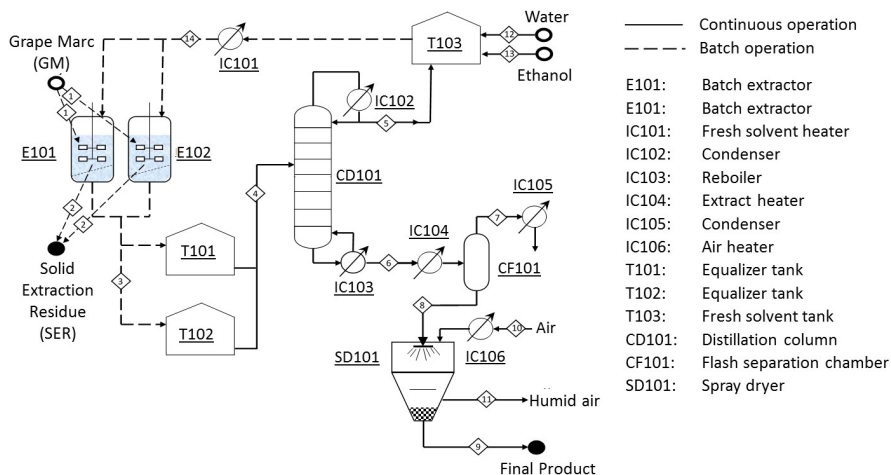 Water
Grape Marc
(GM)
14
IC101
T103
12
13
Ethanol
1
1
IC102
5
E101
E102
CD101
4
2
2
IC105
7
T101
IC104
CF101
Solid
Extraction
Residue
(SER)
3
IC103
6
T102
8
10
Air
SD101
IC106
11
Humid air
9
Final Product
Continuous operation
Batch operation
E101: Batch extractor
E101: Batch extractor
IC101: Fresh solvent heater
IC102: Condenser
IC103: Reboiler
IC104: Extract heater
IC105: Condenser
IC106: Air heater
T101: Equalizer tank
T102: Equalizer tank
T103: Fresh solvent tank
CD101: Distillation column
CF101: Flash separation chamber
SD101: Spray dryer